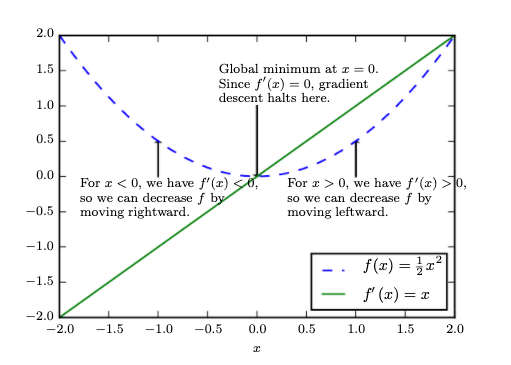 2.0
1.5
1.0
0.5
0.0
−0.5
−1.0
−1.5
−2.0
Global minimum at x = 0.
Since f′(x) = 0, gradient
descent halts here.
For x < 0, we have f′(x) < 0,
so we can decrease f by
moving rightward.
For x > 0, we have f′(x) > 0,
so we can decrease f by
moving leftward.
f(x) = ½x²
f′(x) = x
−2.0 −1.5 −1.0 −0.5 0.0 0.5 1.0 1.5 2.0
x